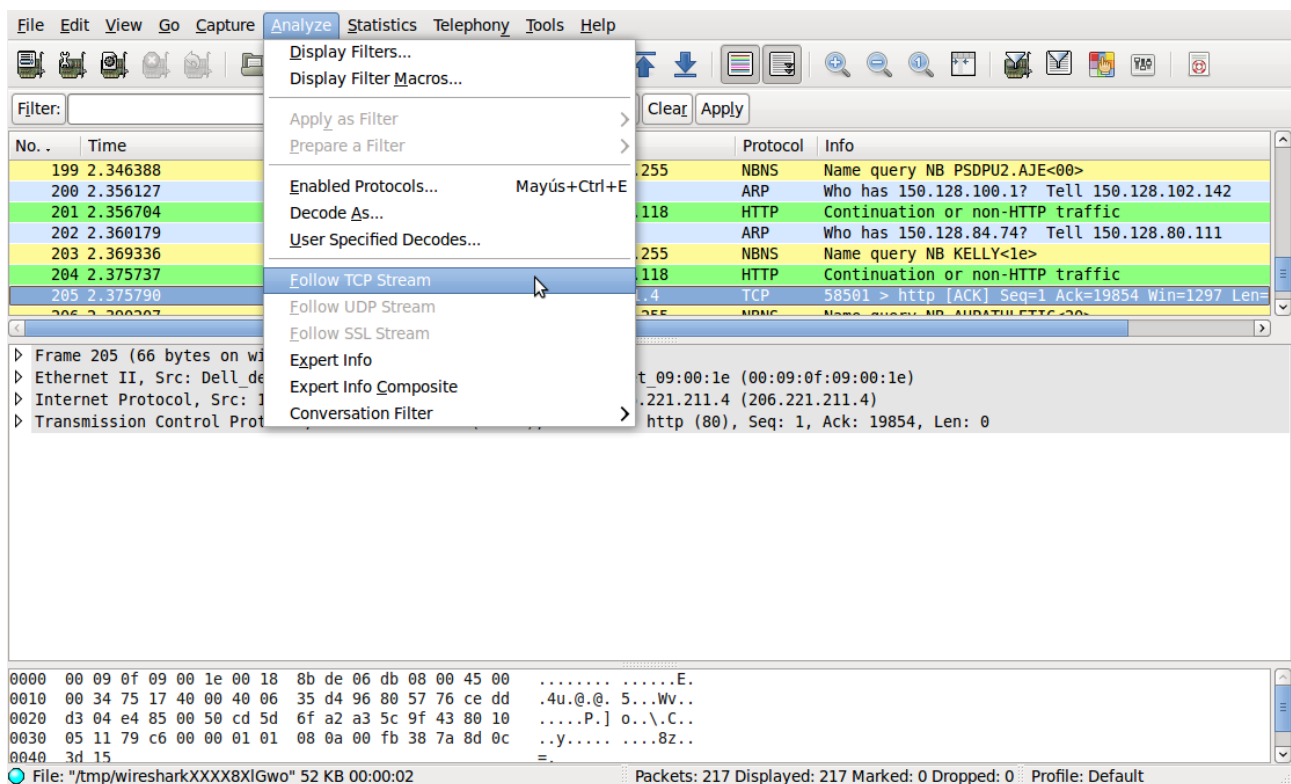 File Edit View Go Capture Analyze Statistics Telephony Tools Help
Display Filters...
Display Filter Macros...
Apply as Filter
Prepare a Filter
Enabled Protocols... Mayús+Ctrl+E
Decode As...
User Specified Decodes...
Follow TCP Stream
Follow UDP Stream
Follow SSL Stream
Expert Info
Expert Info Composite
Conversation Filter
Filter: Clear Apply
No. . Time Protocol Info
199 2.346388 .255 NBNS Name query NB PSDPU2.AJE<00>
200 2.356127 ARP Who has 150.128.100.1? Tell 150.128.102.142
201 2.356704 .118 HTTP Continuation or non-HTTP traffic
202 2.360179 ARP Who has 150.128.84.74? Tell 150.128.80.111
203 2.369336 .255 NBNS Name query NB KELLY<1e>
204 2.375737 .118 HTTP Continuation or non-HTTP traffic
205 2.375790 1.4 TCP 58501 > http [ACK] Seq=1 Ack=19854 Win=1297 Len=
Frame 205 (66 bytes on wi
Ethernet II, Src: Dell_de t_09:00:1e (00:09:0f:09:00:1e)
Internet Protocol, Src: 1 .221.211.4 (206.221.211.4)
Transmission Control Prot http (80), Seq: 1, Ack: 19854, Len: 0
0000 00 09 0f 09 00 1e 00 18 8b de 06 db 08 00 45 00 ........ ......E.
0010 00 34 75 17 40 00 40 06 35 d4 96 80 57 76 ce dd .4u.@.@. 5...Wv..
0020 d3 04 e4 85 00 50 cd 5d 6f a2 a3 5c 9f 43 80 10 .....P.] o..\.C..
0030 05 11 79 c6 00 00 01 01 08 0a 00 fb 38 7a 8d 0c ..y..... ....8z..
0040 3d 15 =.
File: "/tmp/wiresharkXXXX8XlGwo" 52 KB 00:00:02 Packets: 217 Displayed: 217 Marked: 0 Dropped: 0 Profile: Default